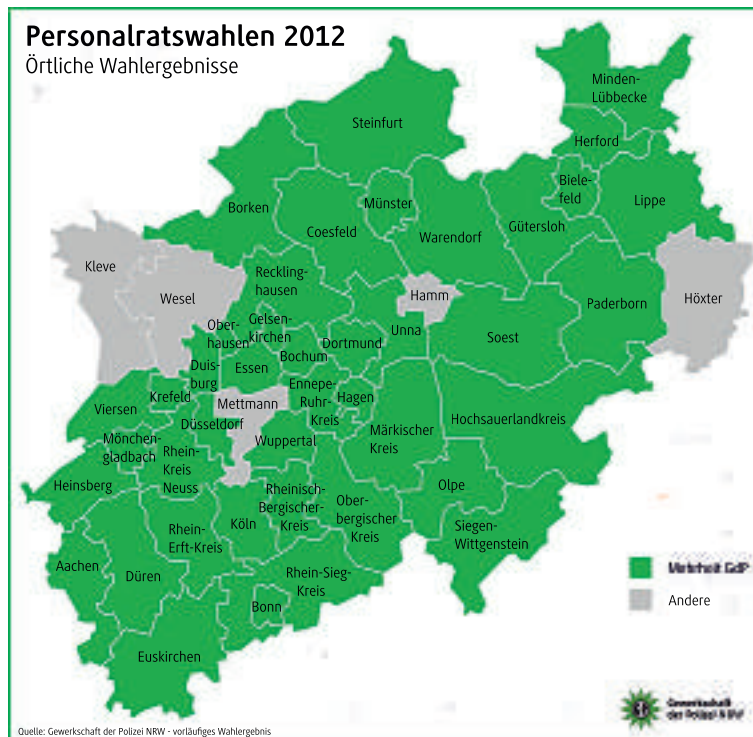 Personalratswahlen 2012
Örtliche Wahlergebnisse
Minden-
Lübbecke
Steinfurt
Herford
Biele-
feld
Lippe
Münster
Borken
Coesfeld
Warendorf
Gütersloh
Kleve
Wesel
Reckling-
hausen
Hamm
Paderborn
Höxter
Ober-
hausen
Gelsen-
kirchen
Unna
Soest
Dortmund
Bochum
Duis-
burg
Essen
Ennepe-
Ruhr-
Kreis
Hagen
Krefeld
Mettmann
Viersen
Düsseldorf
Hochsauerlandkreis
Märkischer
Kreis
Mönchen-
gladbach
Wuppertal
Rhein-
Kreis
Neuss
Heinsberg
Rheinisch-
Bergischer-
Kreis
Ober-
bergischer
Kreis
Olpe
Köln
Rhein-
Erft-Kreis
Siegen-
Wittgenstein
Aachen
Düren
Rhein-Sieg-
Kreis
Bonn
Euskirchen
Mehrheit GdP
Andere
Gewerkschaft
der Polizei NRW
Quelle: Gewerkschaft der Polizei NRW - vorläufiges Wahlergebnis